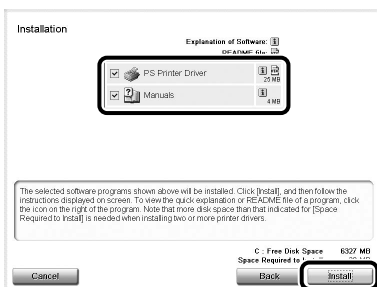 Installation
Explanation of Software:
README file:
PS Printer Driver
25 MB
Manuals
4 MB
The selected software programs shown above will be installed. Click [Install], and then follow the
instructions displayed on screen. To view the quick explanation or README file of a program, click
the icon on the right of the program. Note that more disk space than that indicated for [Space
Required to Install] is needed when installing two or more printer drivers.
C : Free Disk Space 6327 MB
Space Required to
Cancel
Back
Install